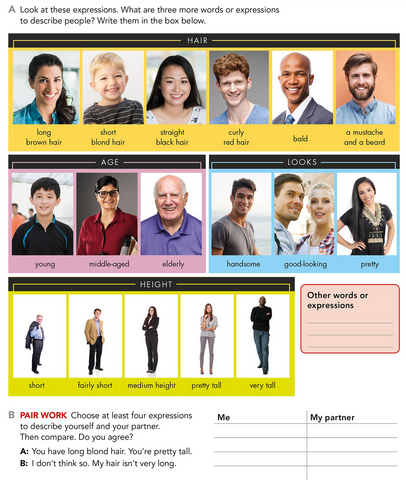 A Look at these expressions. What are three more words or expressions
to describe people? Write them in the box below.
HAIR
long
brown hair
short
blond hair
straight
black hair
curly
red hair
bald
a mustache
and a beard
AGE
young
middle-aged
elderly
LOOKS
handsome
good-looking
pretty
HEIGHT
short
fairly short
medium height
pretty tall
very tall
Other words or
expressions
B PAIR WORK Choose at least four expressions
to describe yourself and your partner.
Then compare. Do you agree?
A: You have long blond hair. You're pretty tall.
B: I don't think so. My hair isn't very long.
Me
My partner